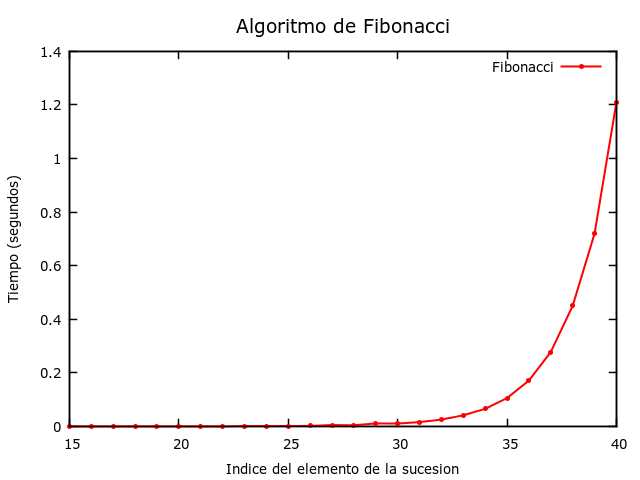 Algoritmo de Fibonacci
Fibonacci
Tiempo (segundos)
1.4
1.2
1
0.8
0.6
0.4
0.2
0
15 20 25 30 35 40
Indice del elemento de la sucesion